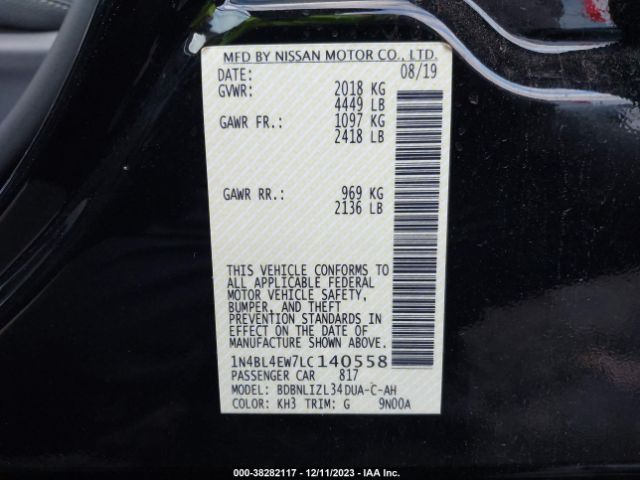 MFD BY NISSAN MOTOR CO., LTD.
DATE: 08/19
GVWR: 2018 KG
4449 LB
GAWR FR.: 1097 KG
2418 LB
GAWR RR.: 969 KG
2136 LB
THIS VEHICLE CONFORMS TO
ALL APPLICABLE FEDERAL
MOTOR VEHICLE SAFETY,
BUMPER, AND THEFT
PREVENTION STANDARDS IN
EFFECT ON THE DATE OF
MANUFACTURE SHOWN ABOVE.
1N4BL4EW7LC140558
PASSENGER CAR 817
MODEL: BDBNLIZL34DUA-C-AH
COLOR: KH3 TRIM: G 9N00A
000-38282117 - 12/11/2023 - IAA Inc.